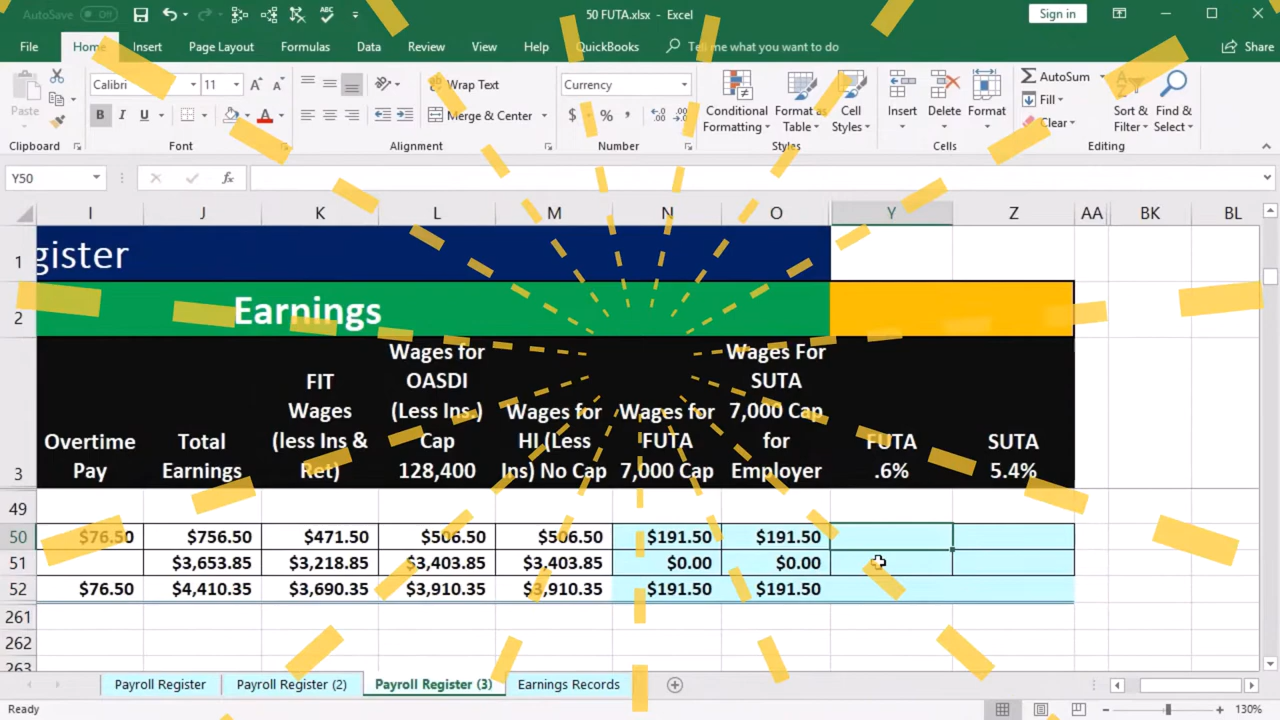 AutoSave Off 50 FUTA.xlsx - Excel Sign in
File Home Insert Page Layout Formulas Data Review View Help QuickBooks Tell me what you want to do Share
Calibri 11 Wrap Text Currency AutoSum
Paste Conditional Formatting Format as Table Cell Styles Insert Delete Format Fill Sort & Filter Find & Select
B I U Merge & Center $ % , Clear
Clipboard Font Alignment Number Styles Cells Editing
Y50 fx
I J K L M N O Y Z AA BK BL
1 gister
2 Earnings
3 Overtime Pay Total Earnings FIT Wages (less Ins & Ret) Wages for OASDI (Less Ins.) Cap 128,400 Wages for HI (Less Ins) No Cap Wages for FUTA 7,000 Cap Wages For SUTA 7,000 Cap for Employer FUTA .6% SUTA 5.4%
49
50 $76.50 $756.50 $471.50 $506.50 $506.50 $191.50 $191.50
51 $3,653.85 $3,218.85 $3,403.85 $3,403.85 $0.00 $0.00
52 $76.50 $4,410.35 $3,690.35 $3,910.35 $3,910.35 $191.50 $191.50
261
262
263
Payroll Register Payroll Register (2) Payroll Register (3) Earnings Records
Ready 130%